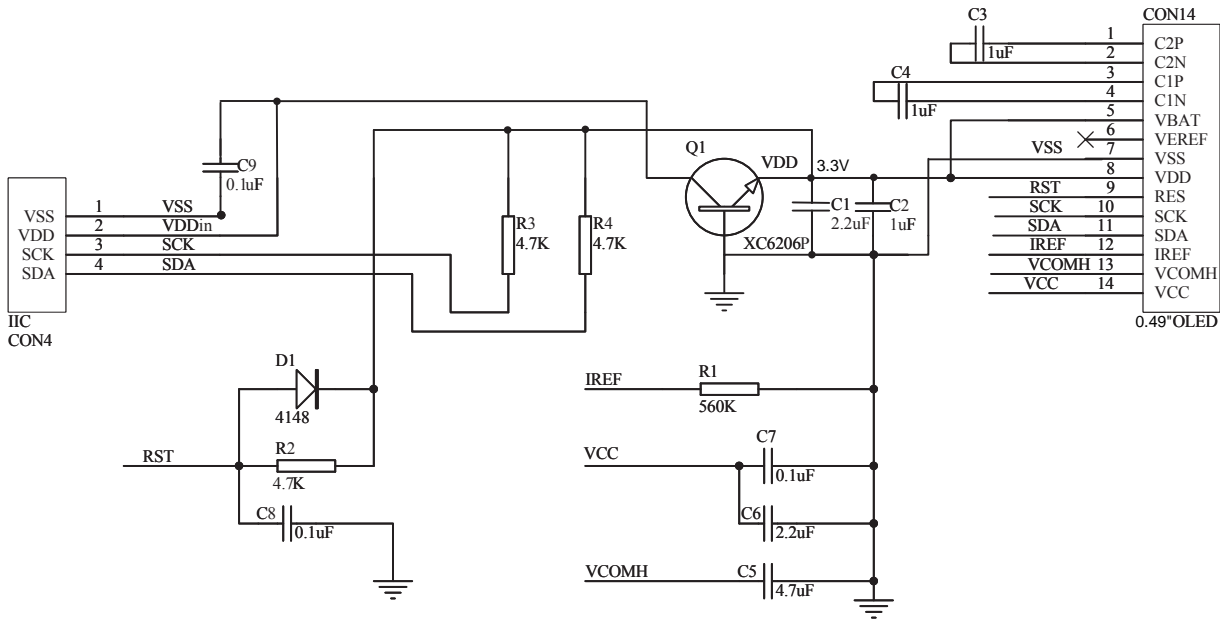 C3
1uF
C4
1uF
CON14
1 C2P
2 C2N
3 C1P
4 C1N
5 VBAT
6 VEREF
VSS 7 VSS
8 VDD
RST 9 RES
SCK 10 SCK
SDA 11 SDA
IREF 12 IREF
VCOMH 13 VCOMH
VCC 14 VCC
0.49"OLED
C9
0.1uF
VSS 1 VSS
VDD 2 VDDin
SCK 3 SCK
SDA 4 SDA
IIC
CON4
R3
4.7K
R4
4.7K
Q1
VDD
3.3V
XC6206P
C1
2.2uF
C2
1uF
D1
4148
RST
R2
4.7K
C8
0.1uF
IREF
R1
560K
VCC
C7
0.1uF
C6
2.2uF
VCOMH
C5
4.7uF